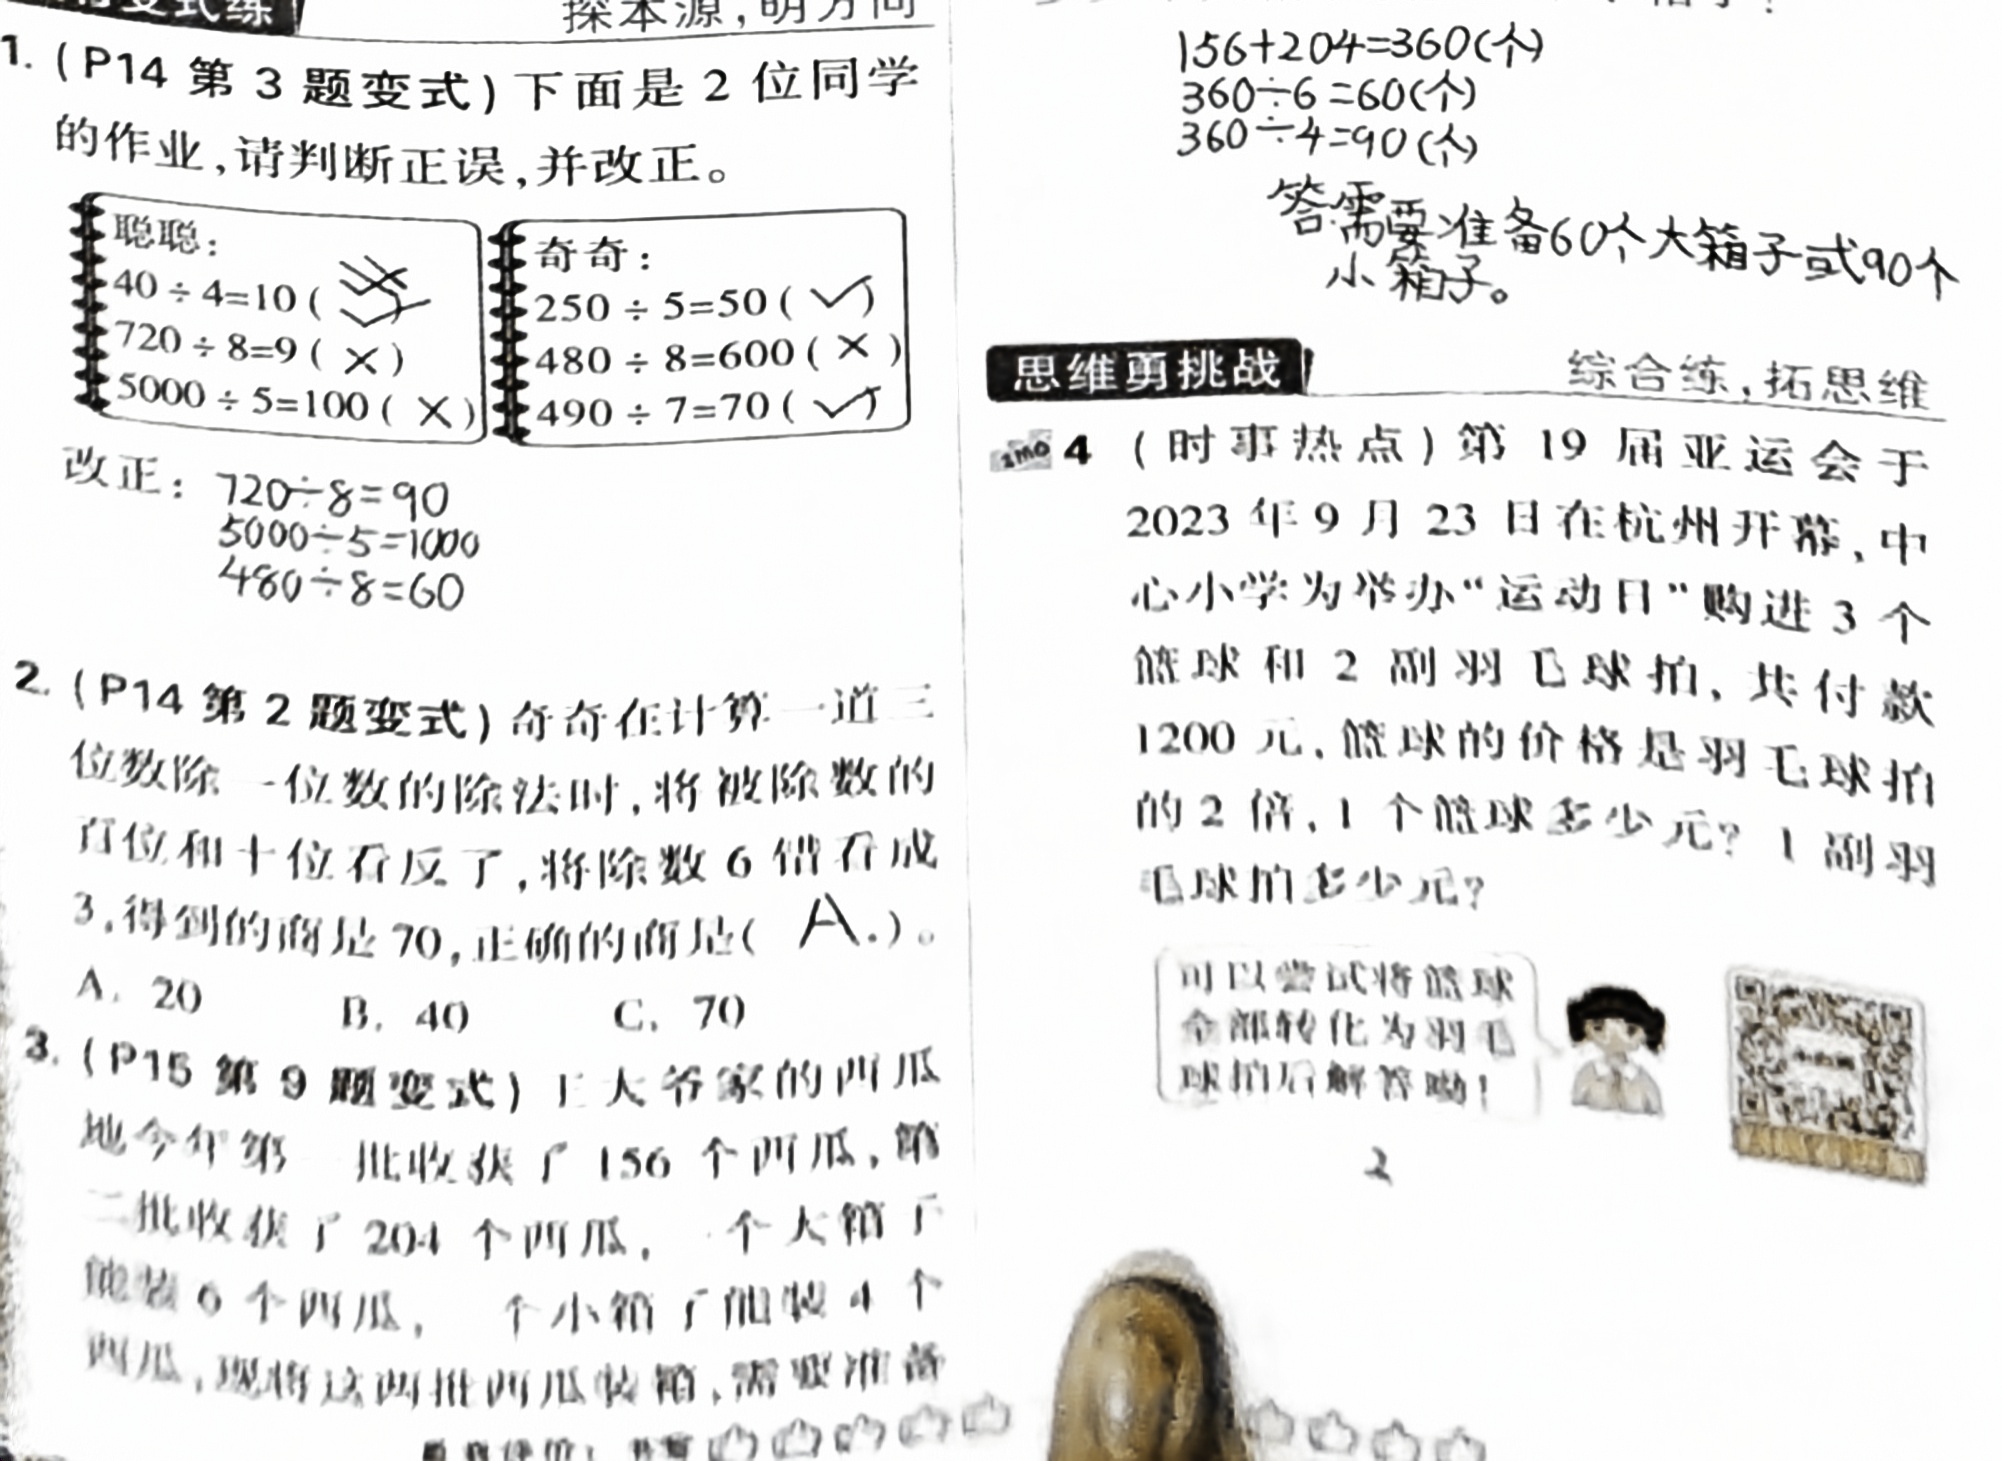 变式练
探本源,明方向
1. (P14 第 3 题变式)下面是 2 位同学
的作业,请判断正误,并改正。
聪聪:
40÷4=10( )
720÷8=9(×)
5000÷5=100(×)
奇奇:
250÷5=50(✓)
480÷8=600(×)
490÷7=70(✓)
改正: 720÷8=90
5000÷5=1000
480÷8=60
2. (P14 第 2 题变式)奇奇在计算一道三
位数除一位数的除法时,将被除数的
百位和十位看反了,将除数 6 错看成
3,得到的商是 70,正确的商是( A. )。
A. 20 B. 40 C. 70
3. (P15 第 9 题变式)王大爷家的西瓜
地今年第一批收获了 156 个西瓜,第
二批收获了 204 个西瓜,一个大箱子
能装 6 个西瓜,一个小箱子能装 4 个
西瓜,现将这两批西瓜装箱,需要准备
156+204=360(个)
360÷6=60(个)
360÷4=90(个)
答:需要准备60个大箱子或90个
小箱子。
思维勇挑战
综合练,拓思维
4 (时事热点)第 19 届亚运会于
2023 年 9 月 23 日在杭州开幕,中
心小学为举办“运动日”购进 3 个
篮球和 2 副羽毛球拍,共付款
1200 元,篮球的价格是羽毛球拍
的 2 倍,1 个篮球多少元?1 副羽
毛球拍多少元?
可以尝试将篮球
全部转化为羽毛
球拍后解答呦!
2